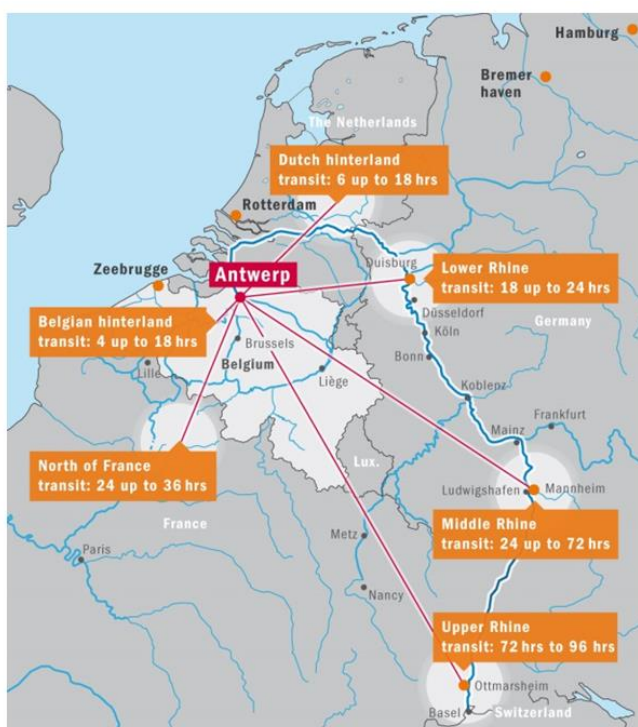 Hamburg
Bremer
haven
The Netherlands
Dutch hinterland
transit: 6 up to 18 hrs
Rotterdam
Zeebrugge
Antwerp
Duisburg
Lower Rhine
transit: 18 up to 24 hrs
Düsseldorf
Belgian hinterland
transit: 4 up to 18 hrs
Brussels
Belgium
Köln
Germany
Bonn
Lille
Liège
Koblenz
Frankfurt
Mainz
North of France
transit: 24 up to 36 hrs
Lux.
Ludwigshafen
Mannheim
France
Middle Rhine
transit: 24 up to 72 hrs
Metz
Paris
Nancy
Upper Rhine
transit: 72 hrs to 96 hrs
Ottmarsheim
Basel
Switzerland